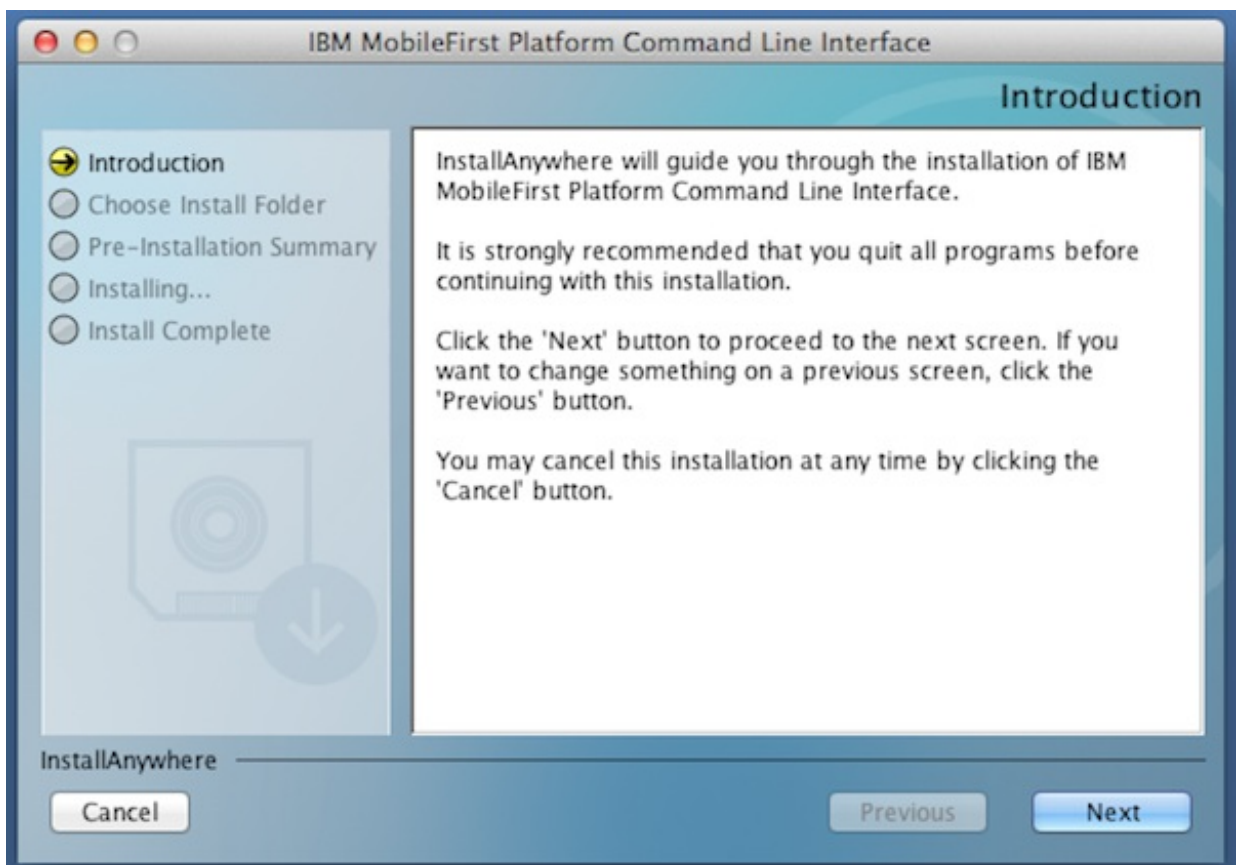 IBM MobileFirst Platform Command Line Interface
Introduction
Introduction
Choose Install Folder
Pre-Installation Summary
Installing...
Install Complete
InstallAnywhere will guide you through the installation of IBM
MobileFirst Platform Command Line Interface.
It is strongly recommended that you quit all programs before
continuing with this installation.
Click the 'Next' button to proceed to the next screen. If you
want to change something on a previous screen, click the
'Previous' button.
You may cancel this installation at any time by clicking the
'Cancel' button.
InstallAnywhere
Cancel
Previous
Next